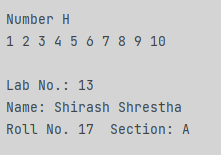 Number H
1 2 3 4 5 6 7 8 9 10
Lab No.: 13
Name: Shirash Shrestha
Roll No. 17  Section: A